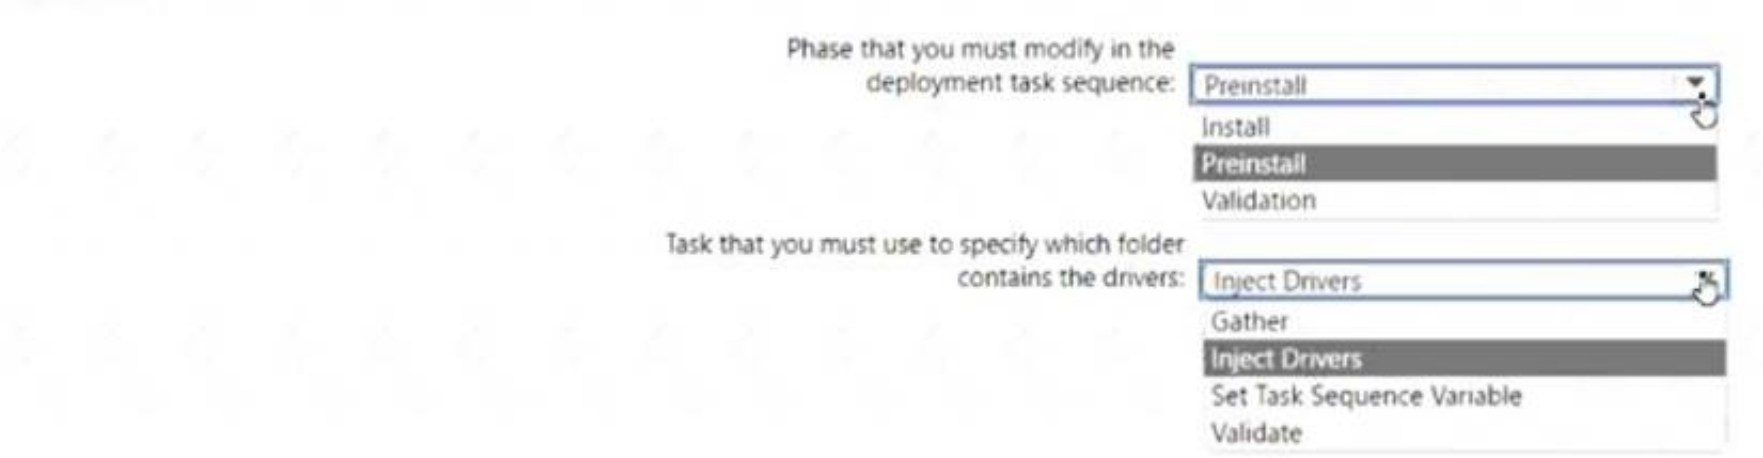 Phase that you must modify in the
deployment task sequence:
Preinstall
Install
Preinstall
Validation
Task that you must use to specify which folder
contains the drivers:
Inject Drivers
Gather
Inject Drivers
Set Task Sequence Variable
Validate